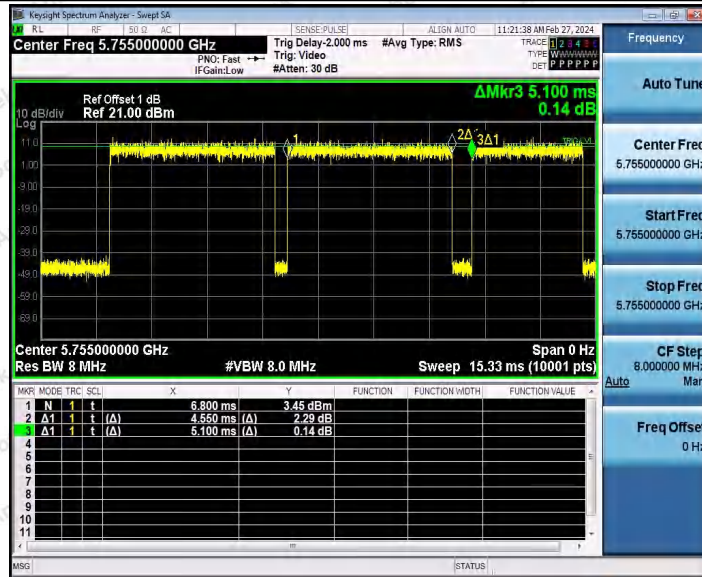 Keysight Spectrum Analyzer - Swept SA
RL RF 50 Ω AC SENSE:PULSE ALIGN AUTO 11:21:38 AM Feb 27, 2024
Center Freq 5.755000000 GHz
PNO: Fast
IFGain:Low
Trig Delay-2.000 ms
Trig: Video
#Atten: 30 dB
#Avg Type: RMS
TRACE 1 2 3 4 5 6
TYPE WWWWWW
DET P P P P P P
Frequency
ΔMkr3 5.100 ms
0.14 dB
Ref Offset 1 dB
10 dB/div Ref 21.00 dBm
Log
11.0
1.00
-9.00
-19.0
-29.0
-39.0
-49.0
-59.0
-69.0
1
2Δ1
3Δ1
TRIG LVL
Center 5.755000000 GHz Span 0 Hz
Res BW 8 MHz #VBW 8.0 MHz Sweep 15.33 ms (10001 pts)
MKR MODE TRC SCL X Y FUNCTION FUNCTION WIDTH FUNCTION VALUE
1 N 1 t 6.800 ms 3.45 dBm
2 Δ1 1 t (Δ) 4.550 ms (Δ) 2.29 dB
3 Δ1 1 t (Δ) 5.100 ms (Δ) 0.14 dB
4
5
6
7
8
9
10
11
MSG STATUS
Auto Tune
Center Freq
5.755000000 GHz
Start Freq
5.755000000 GHz
Stop Freq
5.755000000 GHz
CF Step
8.000000 MHz
Auto Man
Freq Offset
0 Hz